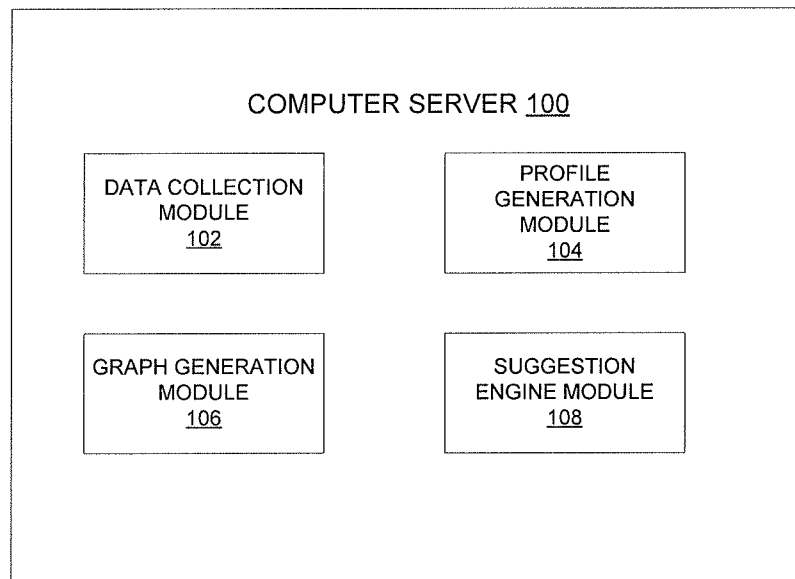 COMPUTER SERVER 100
DATA COLLECTION
MODULE
102
PROFILE
GENERATION
MODULE
104
GRAPH GENERATION
MODULE
106
SUGGESTION
ENGINE MODULE
108